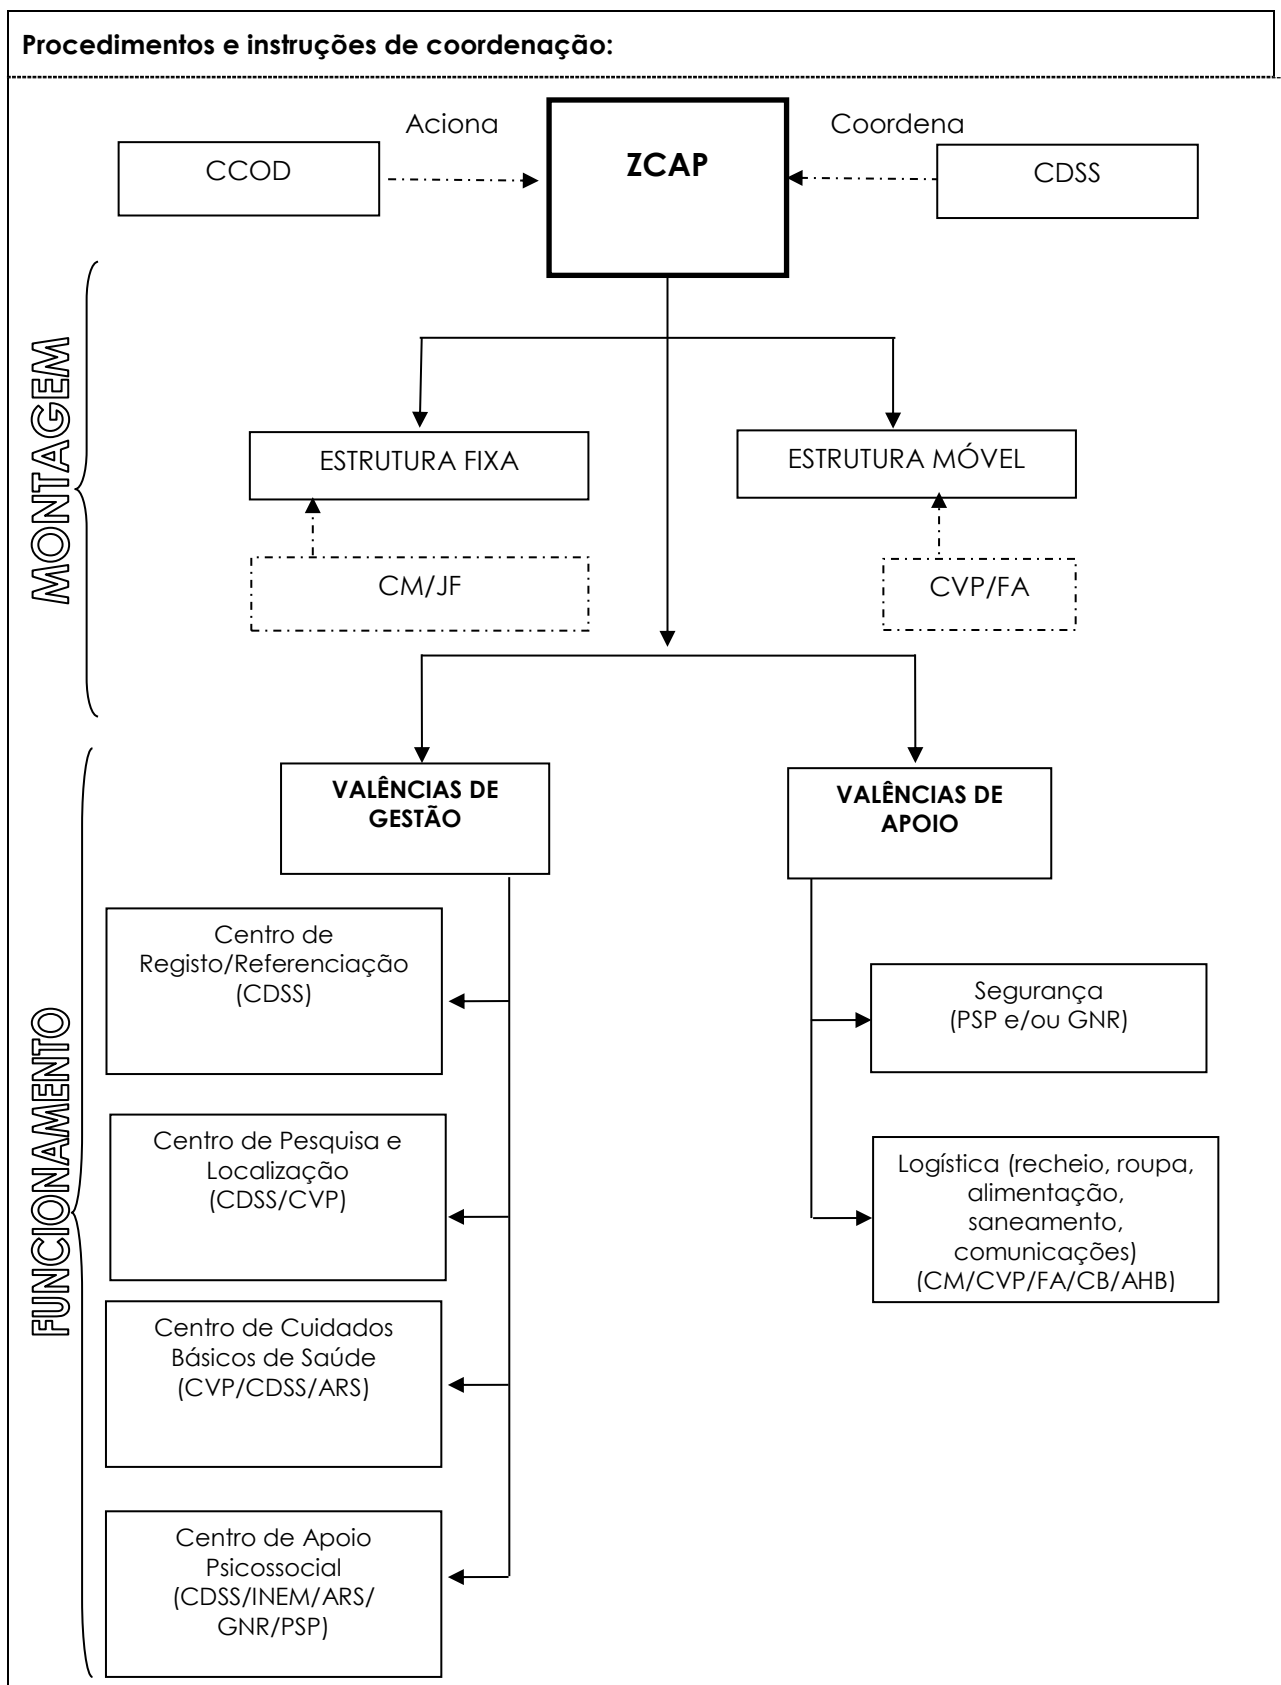 Procedimentos e instruções de coordenação:
Aciona
Coordena
CCOD
ZCAP
CDSS
MONTAGEM
ESTRUTURA FIXA
ESTRUTURA MÓVEL
CM/JF
CVP/FA
FUNCIONAMENTO
VALÊNCIAS DE
GESTÃO
VALÊNCIAS DE
APOIO
Centro de
Registo/Referenciação
(CDSS)
Centro de Pesquisa e
Localização
(CDSS/CVP)
Centro de Cuidados
Básicos de Saúde
(CVP/CDSS/ARS)
Centro de Apoio
Psicossocial
(CDSS/INEM/ARS/
GNR/PSP)
Segurança
(PSP e/ou GNR)
Logística (recheio, roupa,
alimentação,
saneamento,
comunicações)
(CM/CVP/FA/CB/AHB)